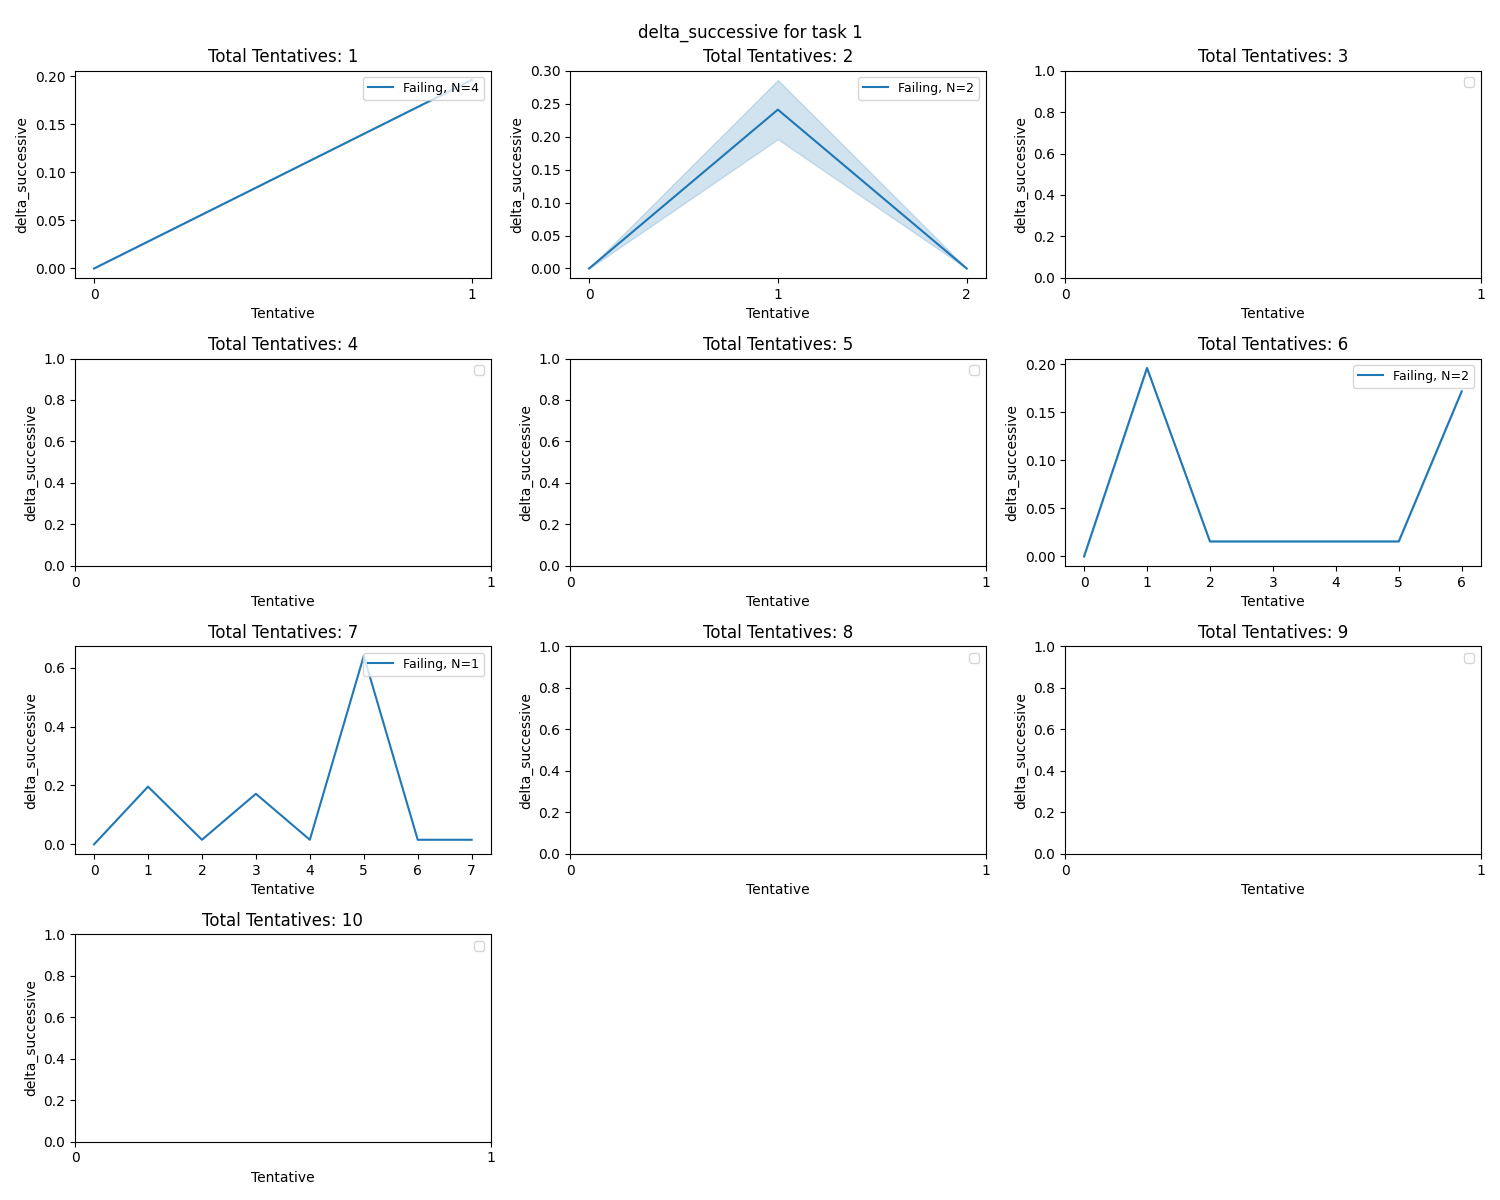 delta_successive for task 1
Total Tentatives: 1
0.20
0.15
0.10
0.05
0.00
delta_successive
Failing, N=4
0 1
Tentative
Total Tentatives: 2
0.30
0.25
0.20
0.15
0.10
0.05
0.00
delta_successive
Failing, N=2
0 1 2
Tentative
Total Tentatives: 3
1.0
0.8
0.6
0.4
0.2
0.0
delta_successive
0 1
Tentative
Total Tentatives: 4
1.0
0.8
0.6
0.4
0.2
0.0
delta_successive
0 1
Tentative
Total Tentatives: 5
1.0
0.8
0.6
0.4
0.2
0.0
delta_successive
0 1
Tentative
Total Tentatives: 6
0.20
0.15
0.10
0.05
0.00
delta_successive
Failing, N=2
0 1 2 3 4 5 6
Tentative
Total Tentatives: 7
0.6
0.4
0.2
0.0
delta_successive
Failing, N=1
0 1 2 3 4 5 6 7
Tentative
Total Tentatives: 8
1.0
0.8
0.6
0.4
0.2
0.0
delta_successive
0 1
Tentative
Total Tentatives: 9
1.0
0.8
0.6
0.4
0.2
0.0
delta_successive
0 1
Tentative
Total Tentatives: 10
1.0
0.8
0.6
0.4
0.2
0.0
delta_successive
0 1
Tentative